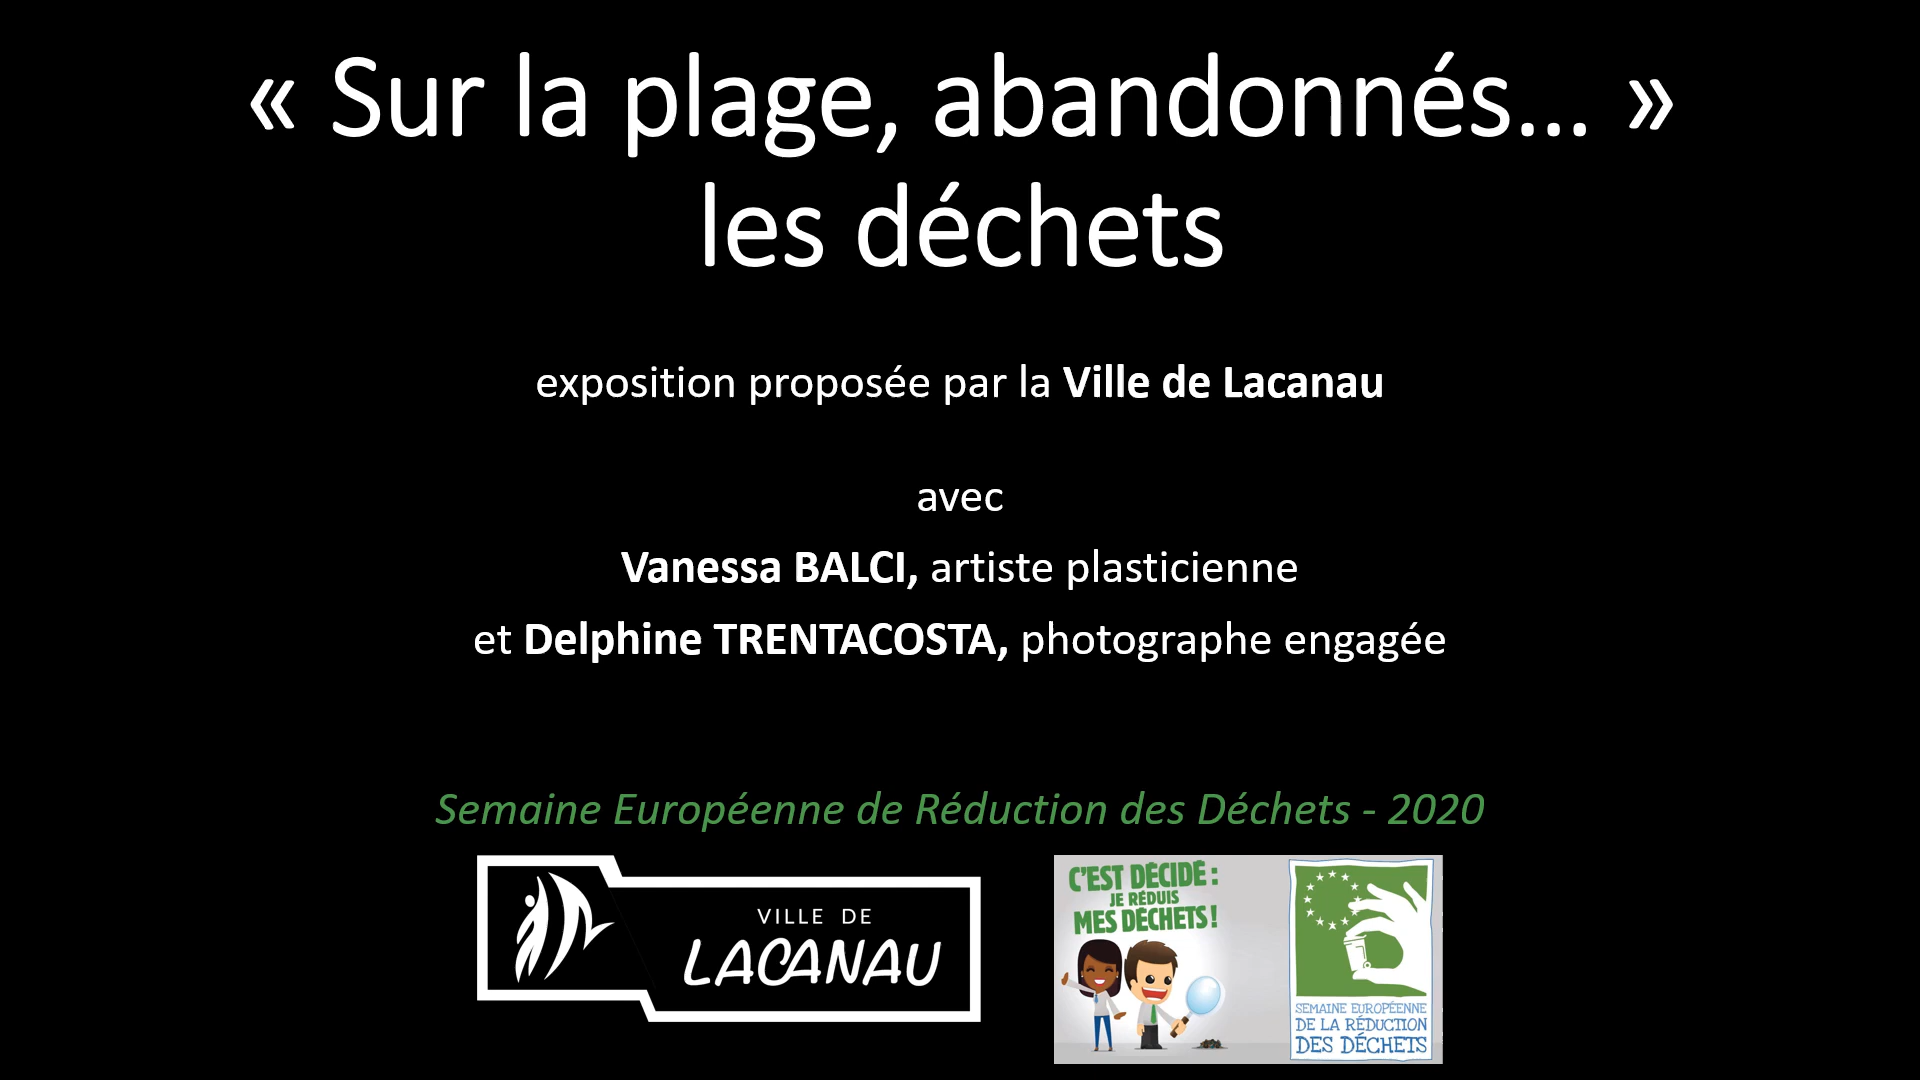 « Sur la plage, abandonnés… »
les déchets
exposition proposée par la Ville de Lacanau
avec
Vanessa BALCI, artiste plasticienne
et Delphine TRENTACOSTA, photographe engagée
Semaine Européenne de Réduction des Déchets - 2020
VILLE DE
LACANAU
C'EST DÉCIDÉ :
JE RÉDUIS
MES DÉCHETS !
SEMAINE EUROPÉENNE
DE LA RÉDUCTION
DES DÉCHETS